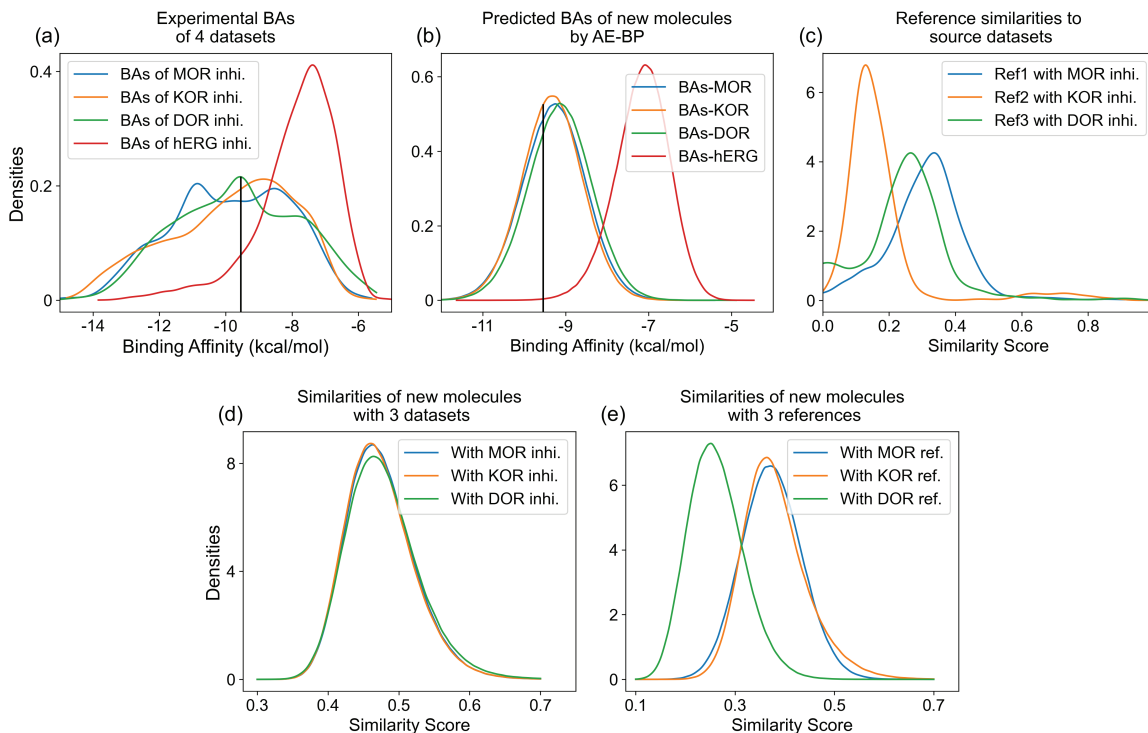 (a)
Experimental BAs
of 4 datasets
BAs of MOR inhi.
BAs of KOR inhi.
BAs of DOR inhi.
BAs of hERG inhi.
Densities
0.4
0.2
0
-14
-12
-10
-8
-6
Binding Affinity (kcal/mol)
(b)
Predicted BAs of new molecules
by AE-BP
BAs-MOR
BAs-KOR
BAs-DOR
BAs-hERG
0.6
0.4
0.2
0
-11
-9
-7
-5
Binding Affinity (kcal/mol)
(c)
Reference similarities to
source datasets
Ref1 with MOR inhi.
Ref2 with KOR inhi.
Ref3 with DOR inhi.
6
4
2
0
0.0
0.2
0.4
0.6
0.8
Similarity Score
(d)
Similarities of new molecules
with 3 datasets
With MOR inhi.
With KOR inhi.
With DOR inhi.
Densities
8
4
0
0.3
0.4
0.5
0.6
0.7
Similarity Score
(e)
Similarities of new molecules
with 3 references
With MOR ref.
With KOR ref.
With DOR ref.
6
4
2
0
0.1
0.3
0.5
0.7
Similarity Score